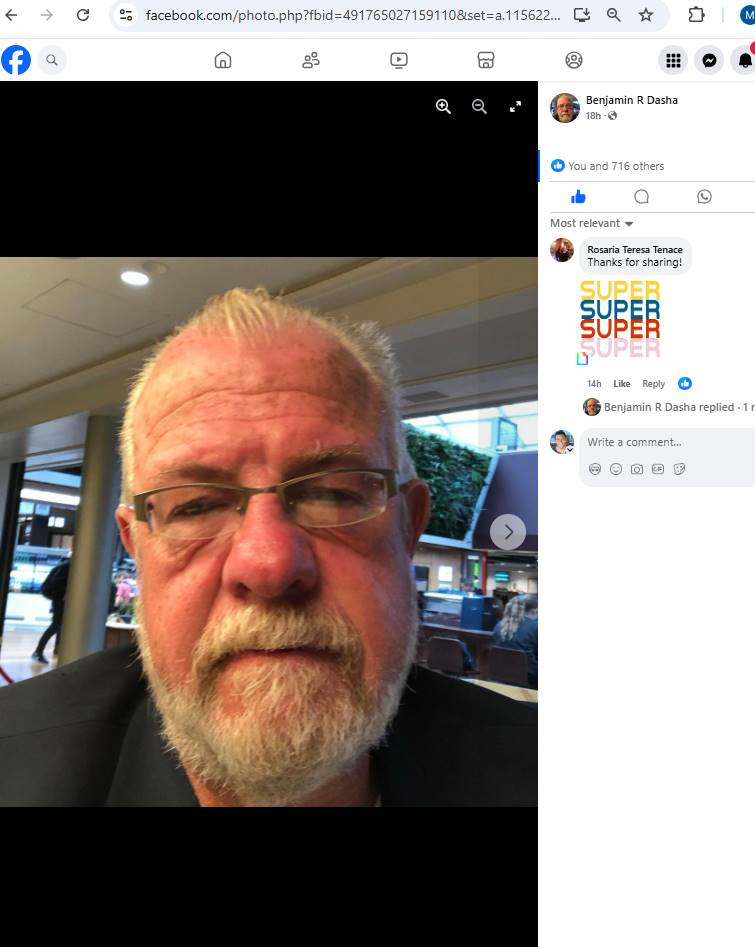 facebook.com/photo.php?fbid=491765027159110&set=a.115622...
M
Benjamin R Dasha
18h ·
You and 716 others
Most relevant
Rosaria Teresa Tenace
Thanks for sharing!
SUPER
SUPER
SUPER
SUPER
14h Like Reply
Benjamin R Dasha replied · 1 r
Write a comment...
GIF